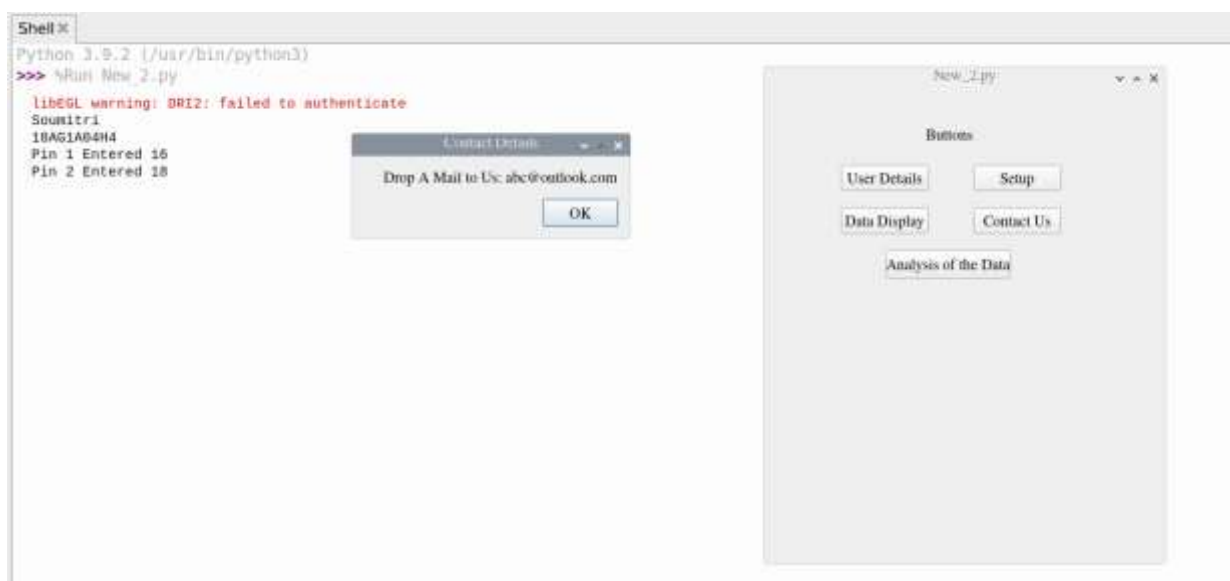 Shell
Python 3.9.2 (/usr/bin/python3)
>>> %Run New_2.py
libEGL warning: DRI2: failed to authenticate
Soumitri
18AG1A04H4
Pin 1 Entered 16
Pin 2 Entered 18
Contact Details
Drop A Mail to Us: abc@outlook.com
OK
New_2.py
Buttons
User Details
Setup
Data Display
Contact Us
Analysis of the Data